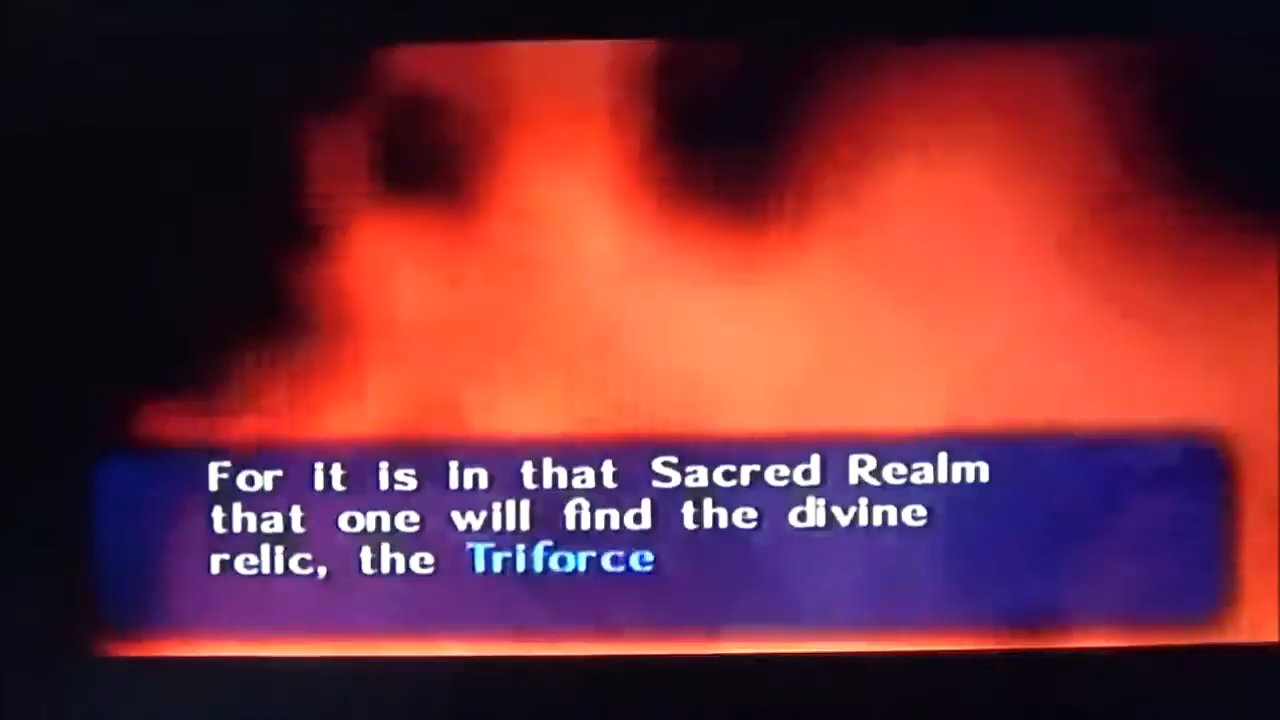 For it is in that Sacred Realm
that one will find the divine
relic, the Triforce